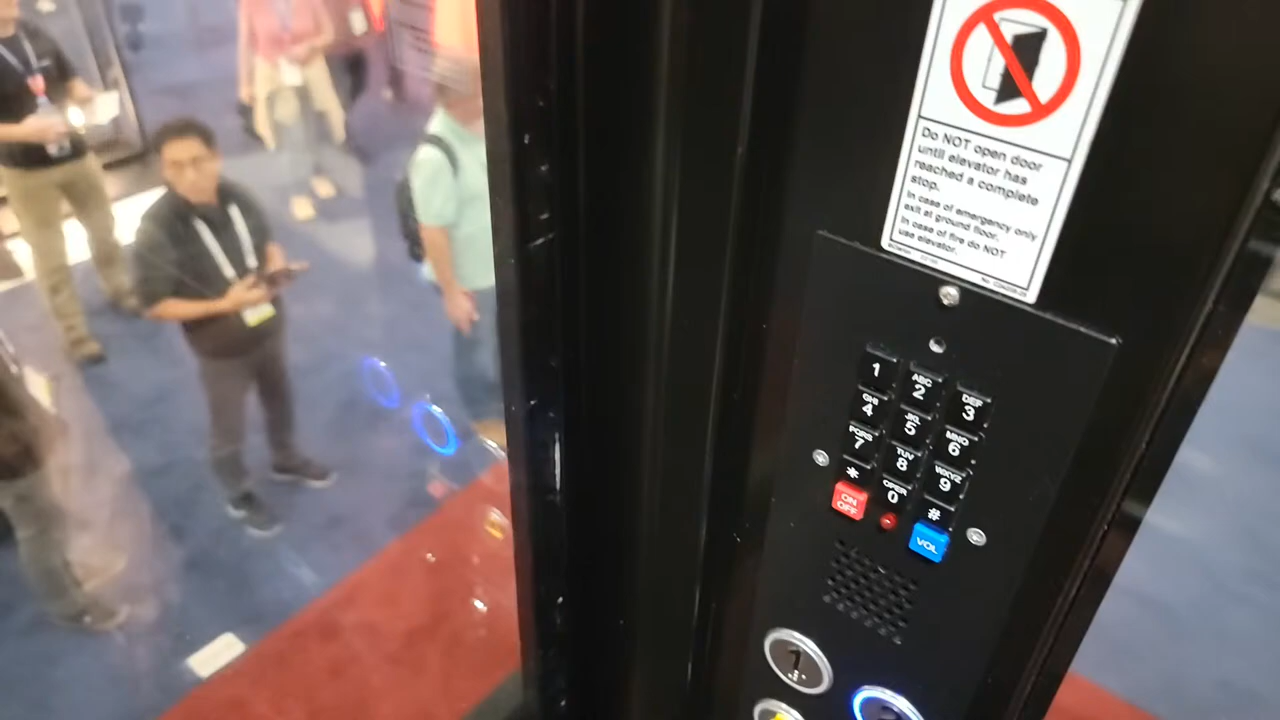 Do NOT open door
until elevator has
reached a complete
stop.
In case of emergency only
exit at ground floor.
In case of fire do NOT
use elevator.
1
ABC
2
DEF
3
GHI
4
JKL
5
MNO
6
PQRS
7
TUV
8
WXYZ
9
*
OPER
0
#
ON
OFF
VOL
1
2